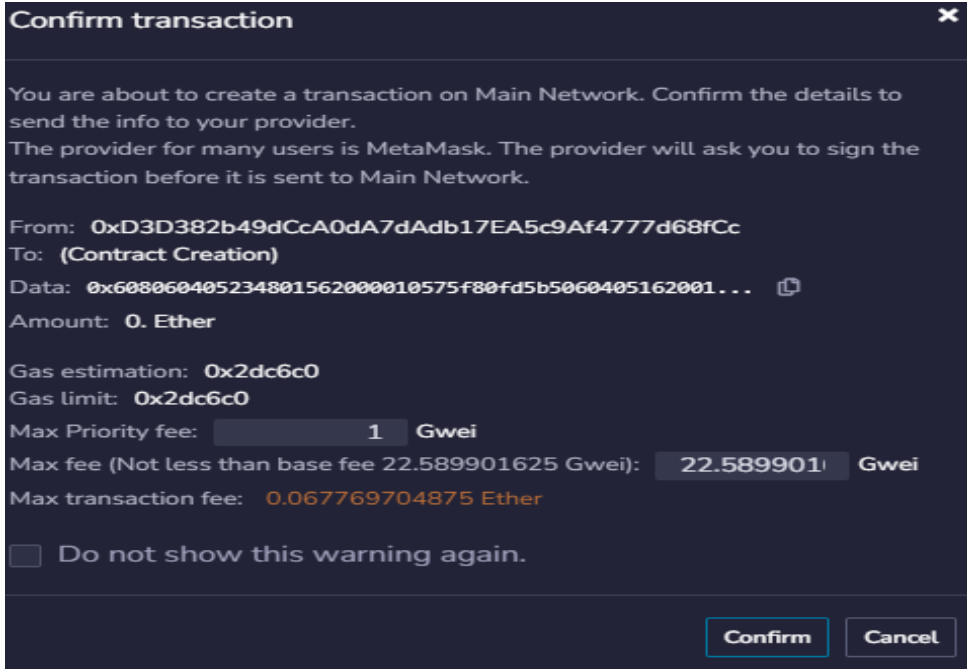 Confirm transaction
You are about to create a transaction on Main Network. Confirm the details to
send the info to your provider.
The provider for many users is MetaMask. The provider will ask you to sign the
transaction before it is sent to Main Network.
From: 0xD3D382b49dCcA0dA7dAdb17EA5c9Af4777d68fCc
To: (Contract Creation)
Data: 0x60806040523480156200001057​5f80fd5b5060405162001...
Amount: 0. Ether
Gas estimation: 0x2dc6c0
Gas limit: 0x2dc6c0
Max Priority fee: 1 Gwei
Max fee (Not less than base fee 22.589901625 Gwei): 22.589901 Gwei
Max transaction fee: 0.067769704875 Ether
Do not show this warning again.
Confirm Cancel